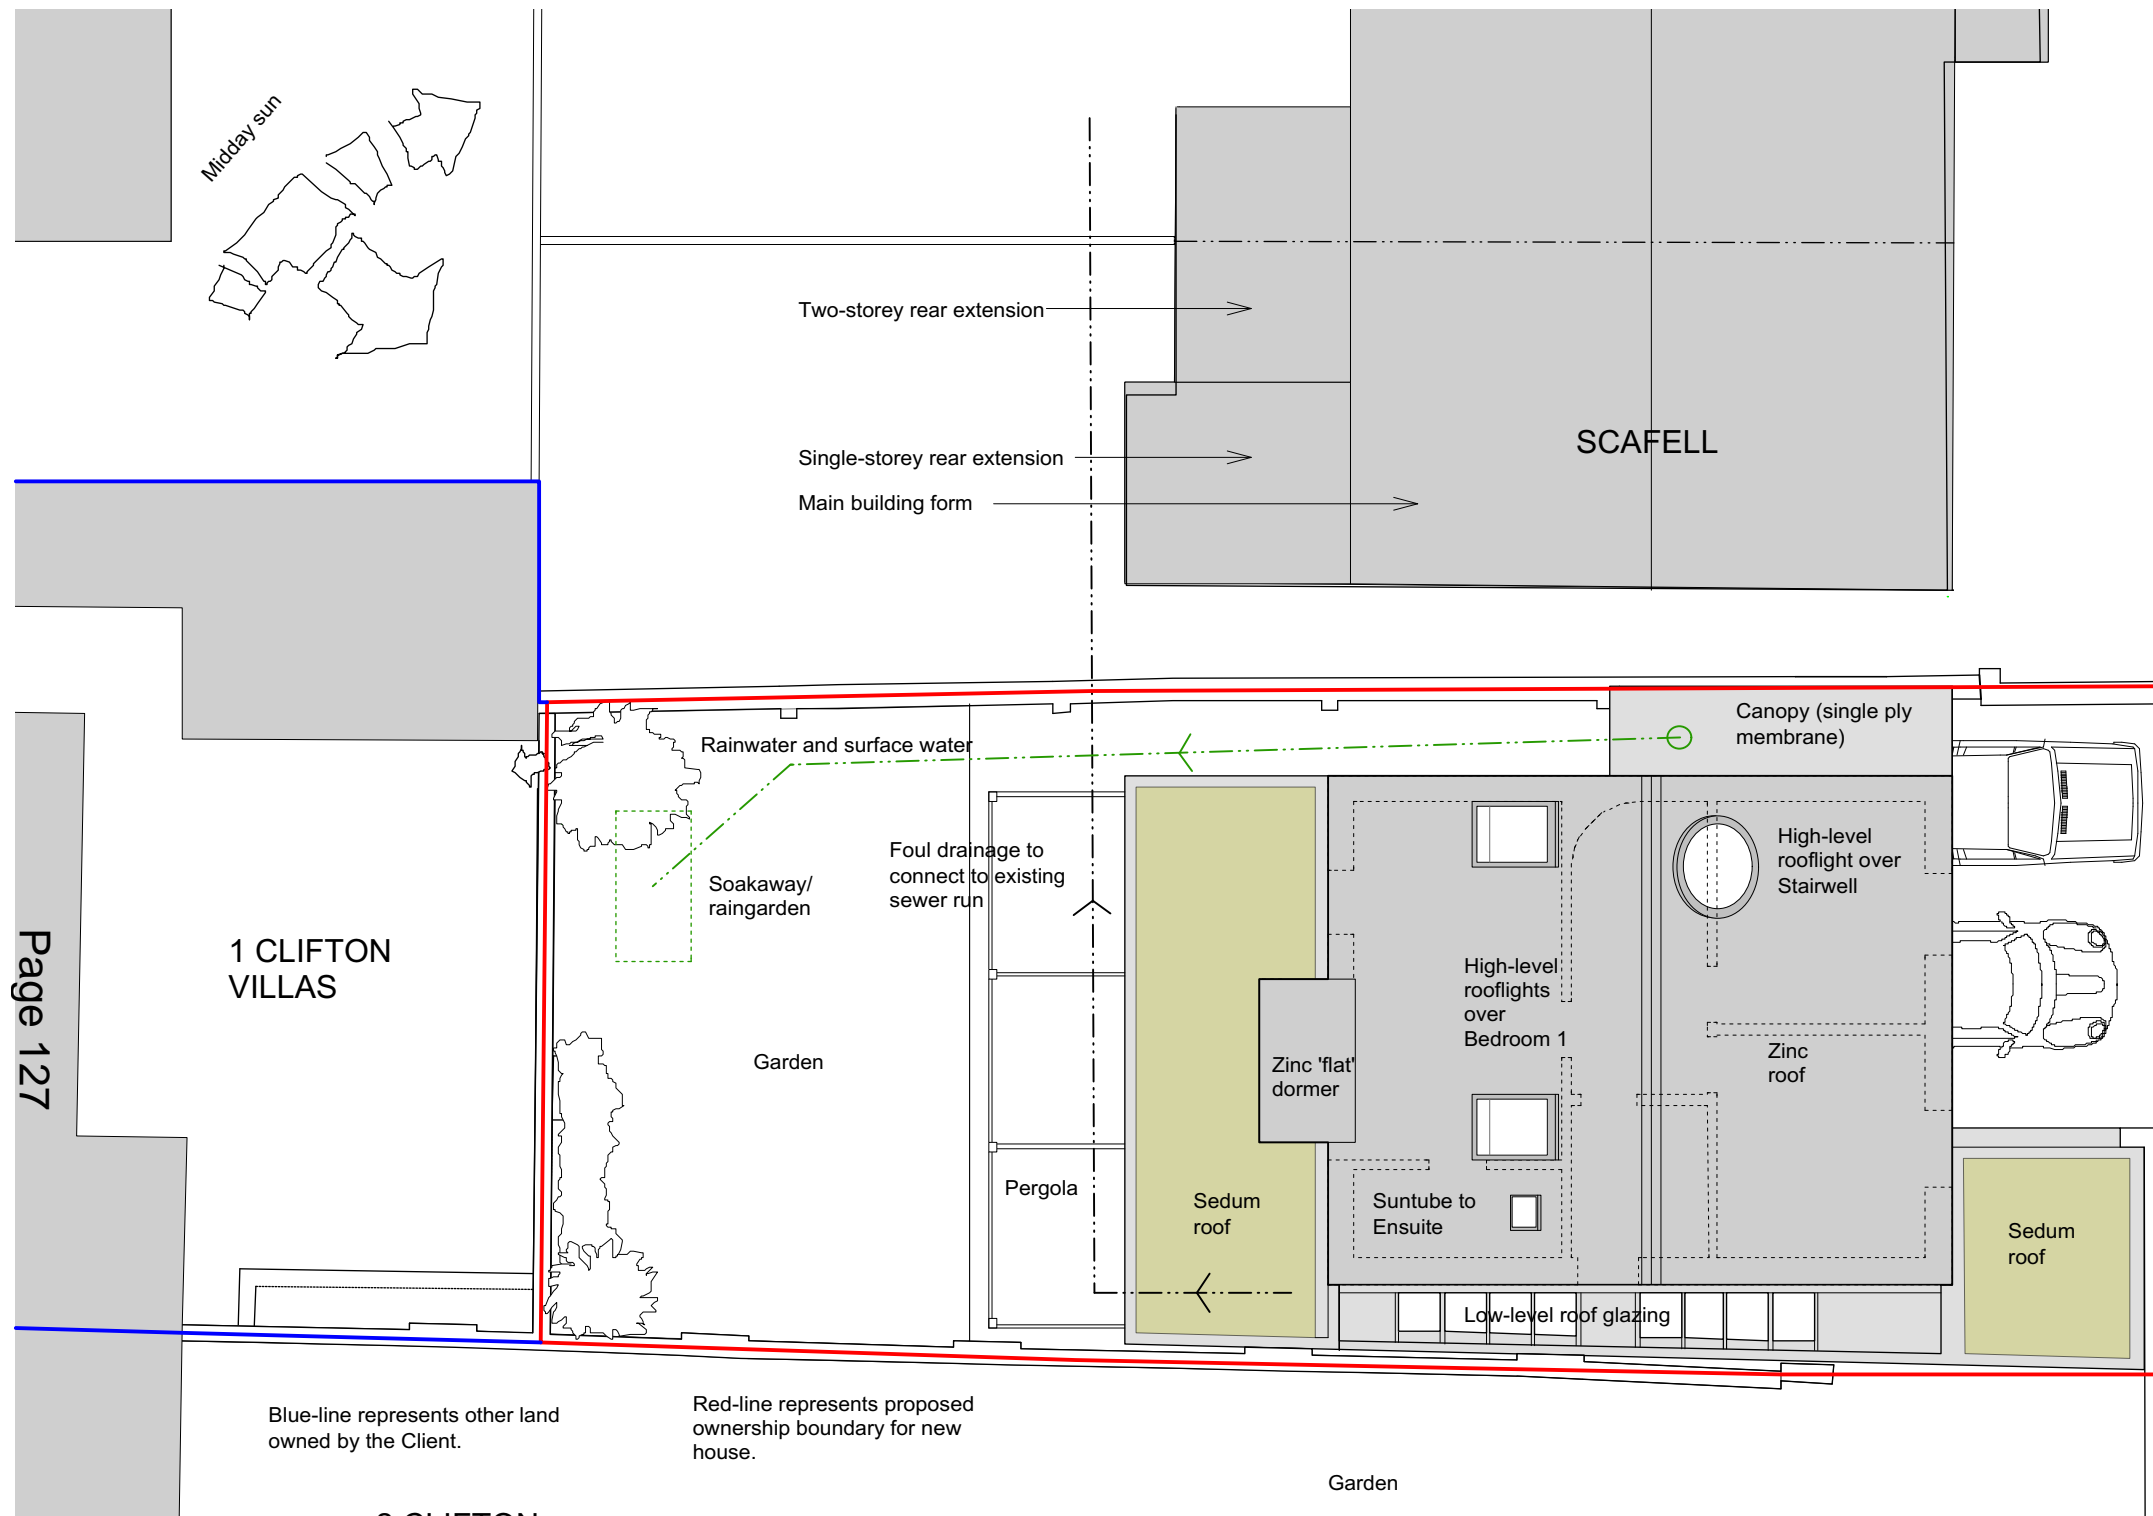 Midday sun
Two-storey rear extension
Single-storey rear extension
SCAFELL
Main building form
Canopy (single ply
membrane)
Rainwater and surface water
High-level
rooflight over
Stairwell
Foul drainage to
connect to existing
sewer run
Soakaway/
raingarden
Page 127
1 CLIFTON
VILLAS
High-level
rooflights
over
Bedroom 1
Garden
Zinc 'flat'
dormer
Zinc
roof
Pergola
Sedum
roof
Suntube to
Ensuite
Sedum
roof
Low-level roof glazing
Blue-line represents other land
owned by the Client.
Red-line represents proposed
ownership boundary for new
house.
Garden
CLIFTON